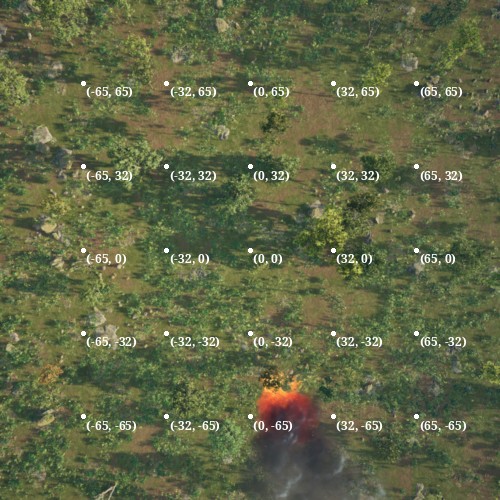 (-65, 65) (-32, 65) (0, 65) (32, 65) (65, 65)
(-65, 32) (-32, 32) (0, 32) (32, 32) (65, 32)
(-65, 0) (-32, 0) (0, 0) (32, 0) (65, 0)
(-65, -32) (-32, -32) (0, -32) (32, -32) (65, -32)
(-65, -65) (-32, -65) (0, -65) (32, -65) (65, -65)